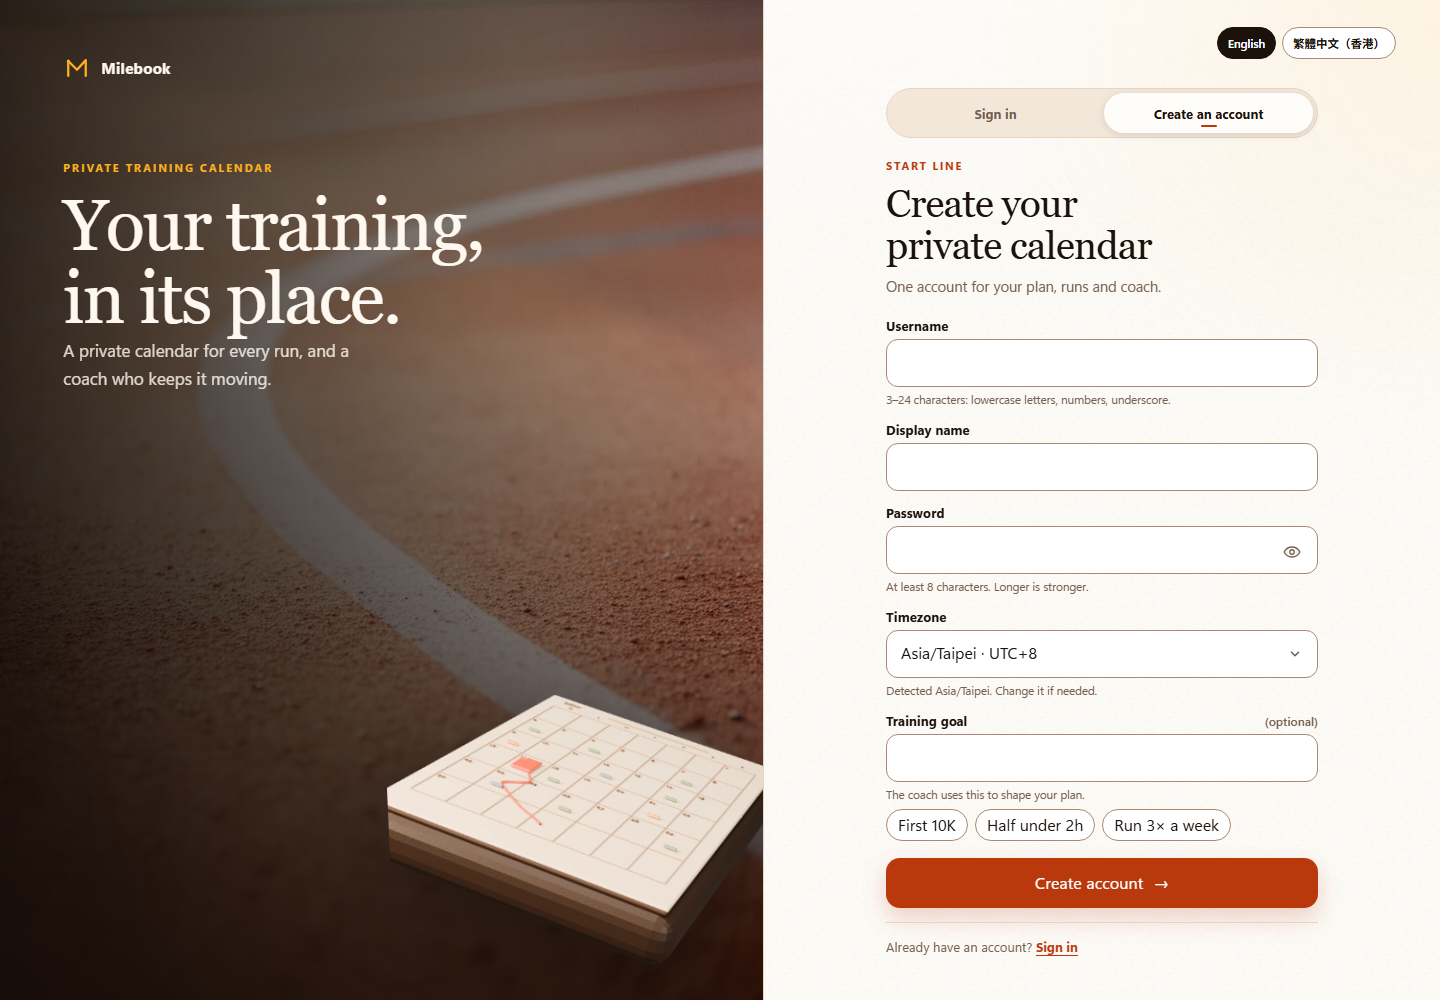 Milebook
PRIVATE TRAINING CALENDAR
Your training,
in its place.
A private calendar for every run, and a
coach who keeps it moving.
English
繁體中文（香港）
Sign in
Create an account
START LINE
Create your
private calendar
One account for your plan, runs and coach.
Username
3–24 characters: lowercase letters, numbers, underscore.
Display name
Password
At least 8 characters. Longer is stronger.
Timezone
Asia/Taipei · UTC+8
Detected Asia/Taipei. Change it if needed.
Training goal (optional)
The coach uses this to shape your plan.
First 10K
Half under 2h
Run 3× a week
Create account →
Already have an account? Sign in